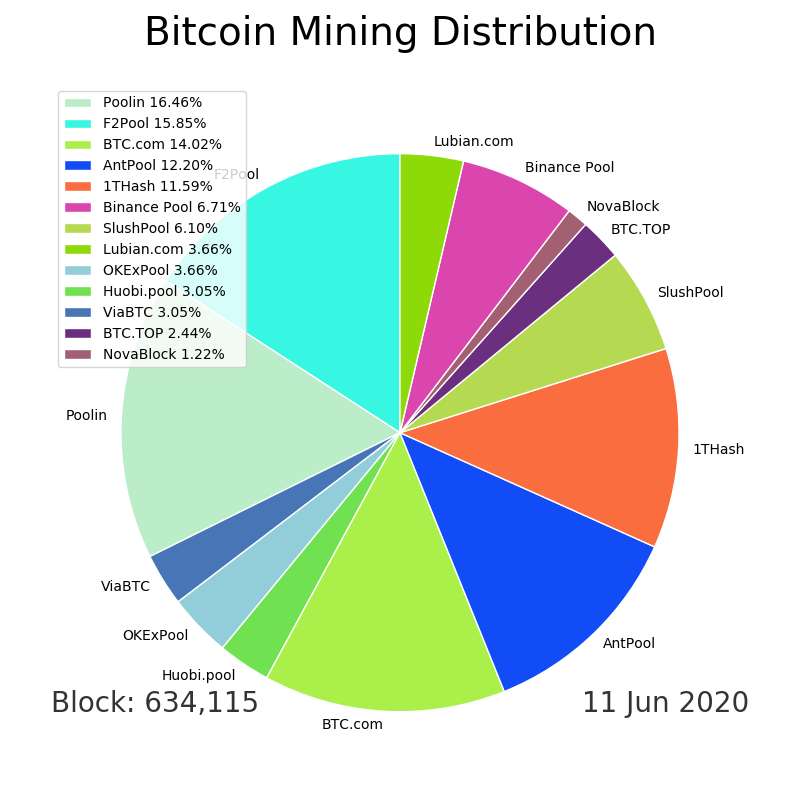 Bitcoin Mining Distribution
Poolin 16.46%
F2Pool 15.85%
BTC.com 14.02%
AntPool 12.20%
1THash 11.59%
Binance Pool 6.71%
SlushPool 6.10%
Lubian.com 3.66%
OKExPool 3.66%
Huobi.pool 3.05%
ViaBTC 3.05%
BTC.TOP 2.44%
NovaBlock 1.22%
Lubian.com
Binance Pool
F2Pool
NovaBlock
BTC.TOP
SlushPool
Poolin
1THash
ViaBTC
OKExPool
AntPool
Huobi.pool
Block: 634,115
11 Jun 2020
BTC.com